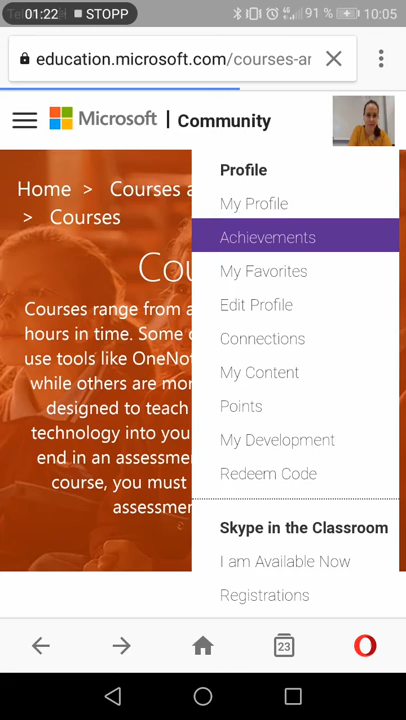 01:22 STOPP 91 % 10:05
education.microsoft.com/courses-ar
Microsoft | Community
Profile
My Profile
Achievements
My Favorites
Edit Profile
Connections
My Content
Points
My Development
Redeem Code
Skype in the Classroom
I am Available Now
Registrations
Home > Courses a
> Courses
Cou
Courses range from a
hours in time. Some c
use tools like OneNot
while others are mor
designed to teach
technology into you
end in an assessmen
course, you must
assessmen
23